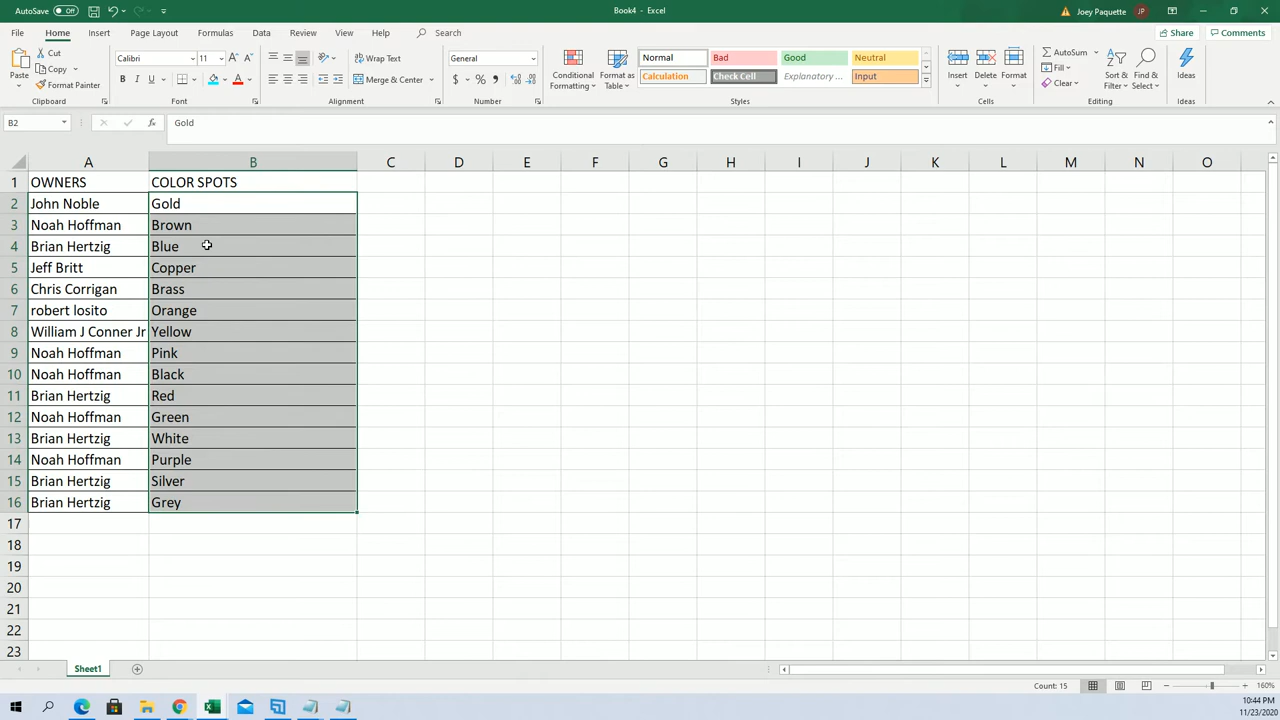 AutoSave Off Book4 - Excel Joey Paquette JP
File Home Insert Page Layout Formulas Data Review View Help Search Share Comments
Cut Calibri 11 Wrap Text General Normal Bad Good Neutral AutoSum
Paste Copy Merge & Center Conditional Formatting Format as Table Calculation Check Cell Explanatory ... Input Insert Delete Format Fill Sort & Filter Find & Select Ideas
Format Painter Clear
Clipboard Font Alignment Number Styles Cells Editing Ideas
B2 Gold
A B C D E F G H I J K L M N O
1 OWNERS COLOR SPOTS
2 John Noble Gold
3 Noah Hoffman Brown
4 Brian Hertzig Blue
5 Jeff Britt Copper
6 Chris Corrigan Brass
7 robert losito Orange
8 William J Conner Jr Yellow
9 Noah Hoffman Pink
10 Noah Hoffman Black
11 Brian Hertzig Red
12 Noah Hoffman Green
13 Brian Hertzig White
14 Noah Hoffman Purple
15 Brian Hertzig Silver
16 Brian Hertzig Grey
17
18
19
20
21
22
23
Sheet1
Count: 15 160%
10:44 PM
11/23/2020